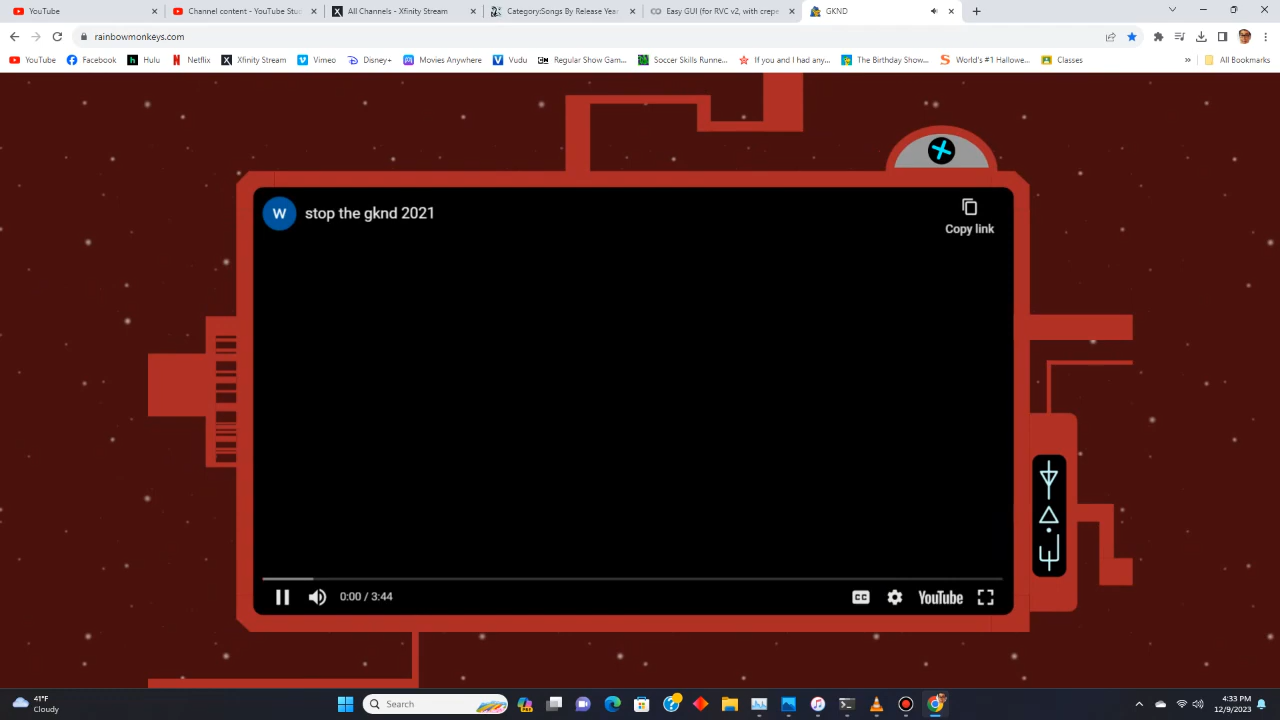 YouTube
Channel content - YouTube Stu
All Channels - Xfinity Stream
Category:Songs By Release Year
Easy GUI (for RVC v2, with crepe
GKND
rainbowmonkeys.com
YouTube
Facebook
Hulu
Netflix
Xfinity Stream
Vimeo
Disney+
Movies Anywhere
Vudu
Regular Show Gam...
Soccer Skills Runne...
If you and I had any...
The Birthday Show...
World's #1 Hallowe...
Classes
»
All Bookmarks
W
stop the gknd 2021
Copy link
0:00 / 3:44
CC
YouTube
41°F
Cloudy
Search
4:33 PM
12/9/2023